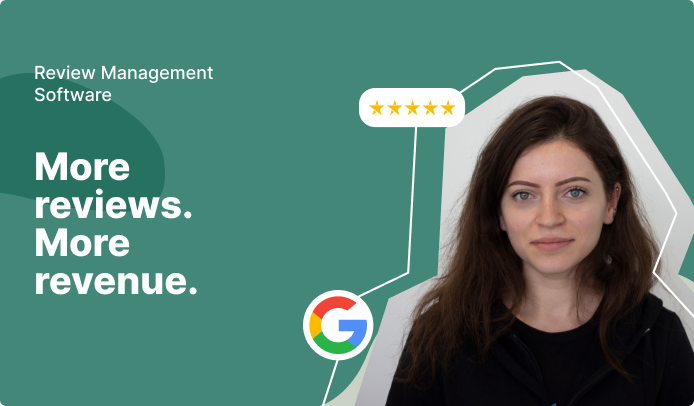 Review Management
Software
More
reviews.
More
revenue.